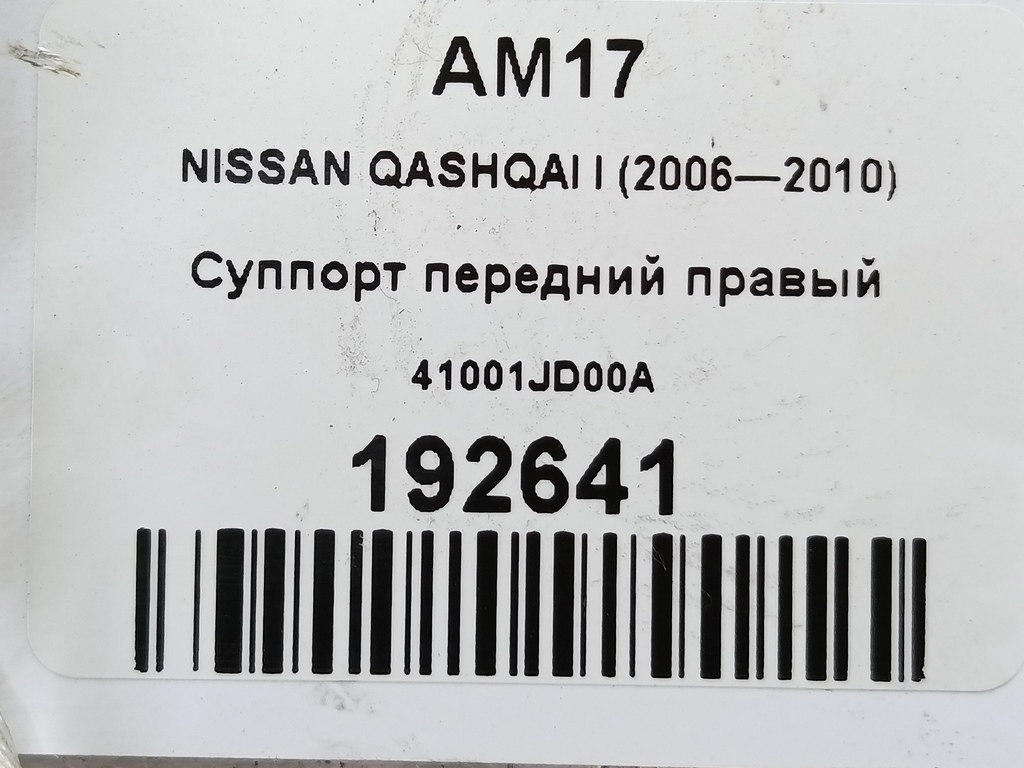 AM17
NISSAN QASHQAI I (2006—2010)
Суппорт передний правый
41001JD00A
192641